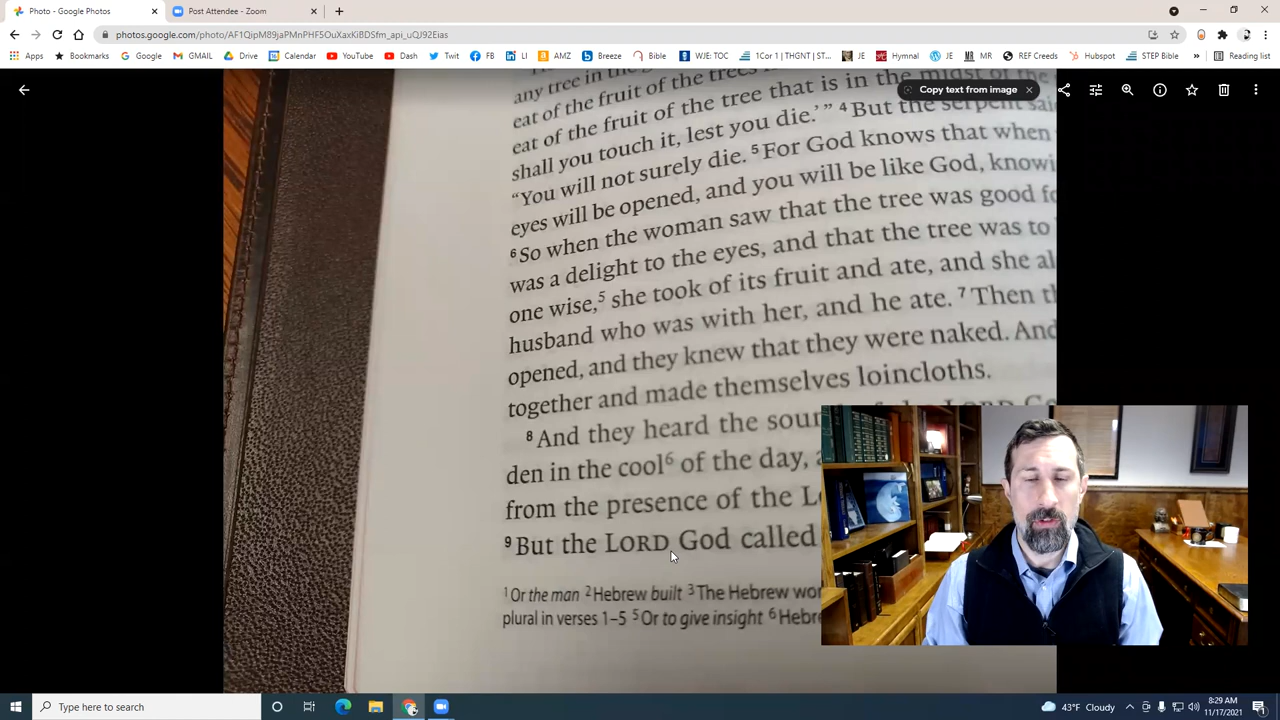 Photo - Google Photos
Post Attendee - Zoom
photos.google.com/photo/AF1QipM89jaPMnPHFSOuXaxKiBDSfm_api_uQJ92Eias
Apps Bookmarks Google GMAIL Drive Calendar YouTube Dash Twit FB LI AMZ Breeze Bible WJE: TOC 1Cor 1 | THGNT | ST... JE Hymnal JE MR REF Creeds Hubspot STEP Bible Reading list
Copy text from image
any tree in the
eat of the fruit of the trees
eat of the fruit of the tree that is in the midst of the
shall you touch it, lest you die.’” 4 But the serpent said
“You will not surely die. 5 For God knows that when
eyes will be opened, and you will be like God, knowi
6 So when the woman saw that the tree was good fo
was a delight to the eyes, and that the tree was to
one wise,5 she took of its fruit and ate, and she al
husband who was with her, and he ate. 7 Then th
opened, and they knew that they were naked. And
together and made themselves loincloths.
8 And they heard the soun
den in the cool6 of the day, a
from the presence of the Lo
9 But the LORD God called
1 Or the man 2 Hebrew built 3 The Hebrew wor
plural in verses 1–5 5 Or to give insight 6 Hebr
Type here to search
43°F Cloudy
8:29 AM
11/17/2021